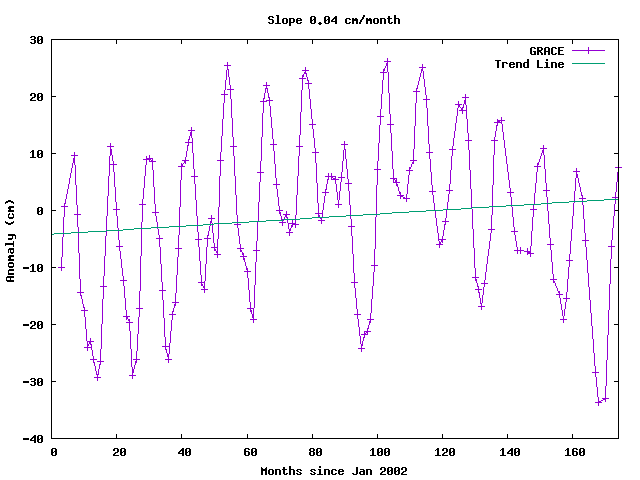 Slope 0.04 cm/month
GRACE
Trend Line
30
20
10
0
-10
-20
-30
-40
Anomaly (cm)
0 20 40 60 80 100 120 140 160
Months since Jan 2002